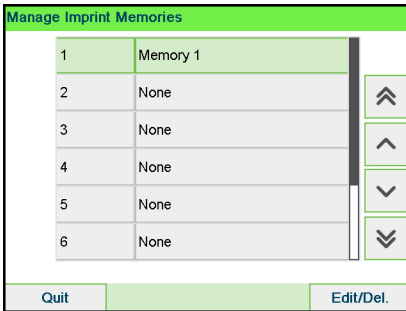 Manage Imprint Memories
1 Memory 1
2 None
3 None
4 None
5 None
6 None
Quit Edit/Del.